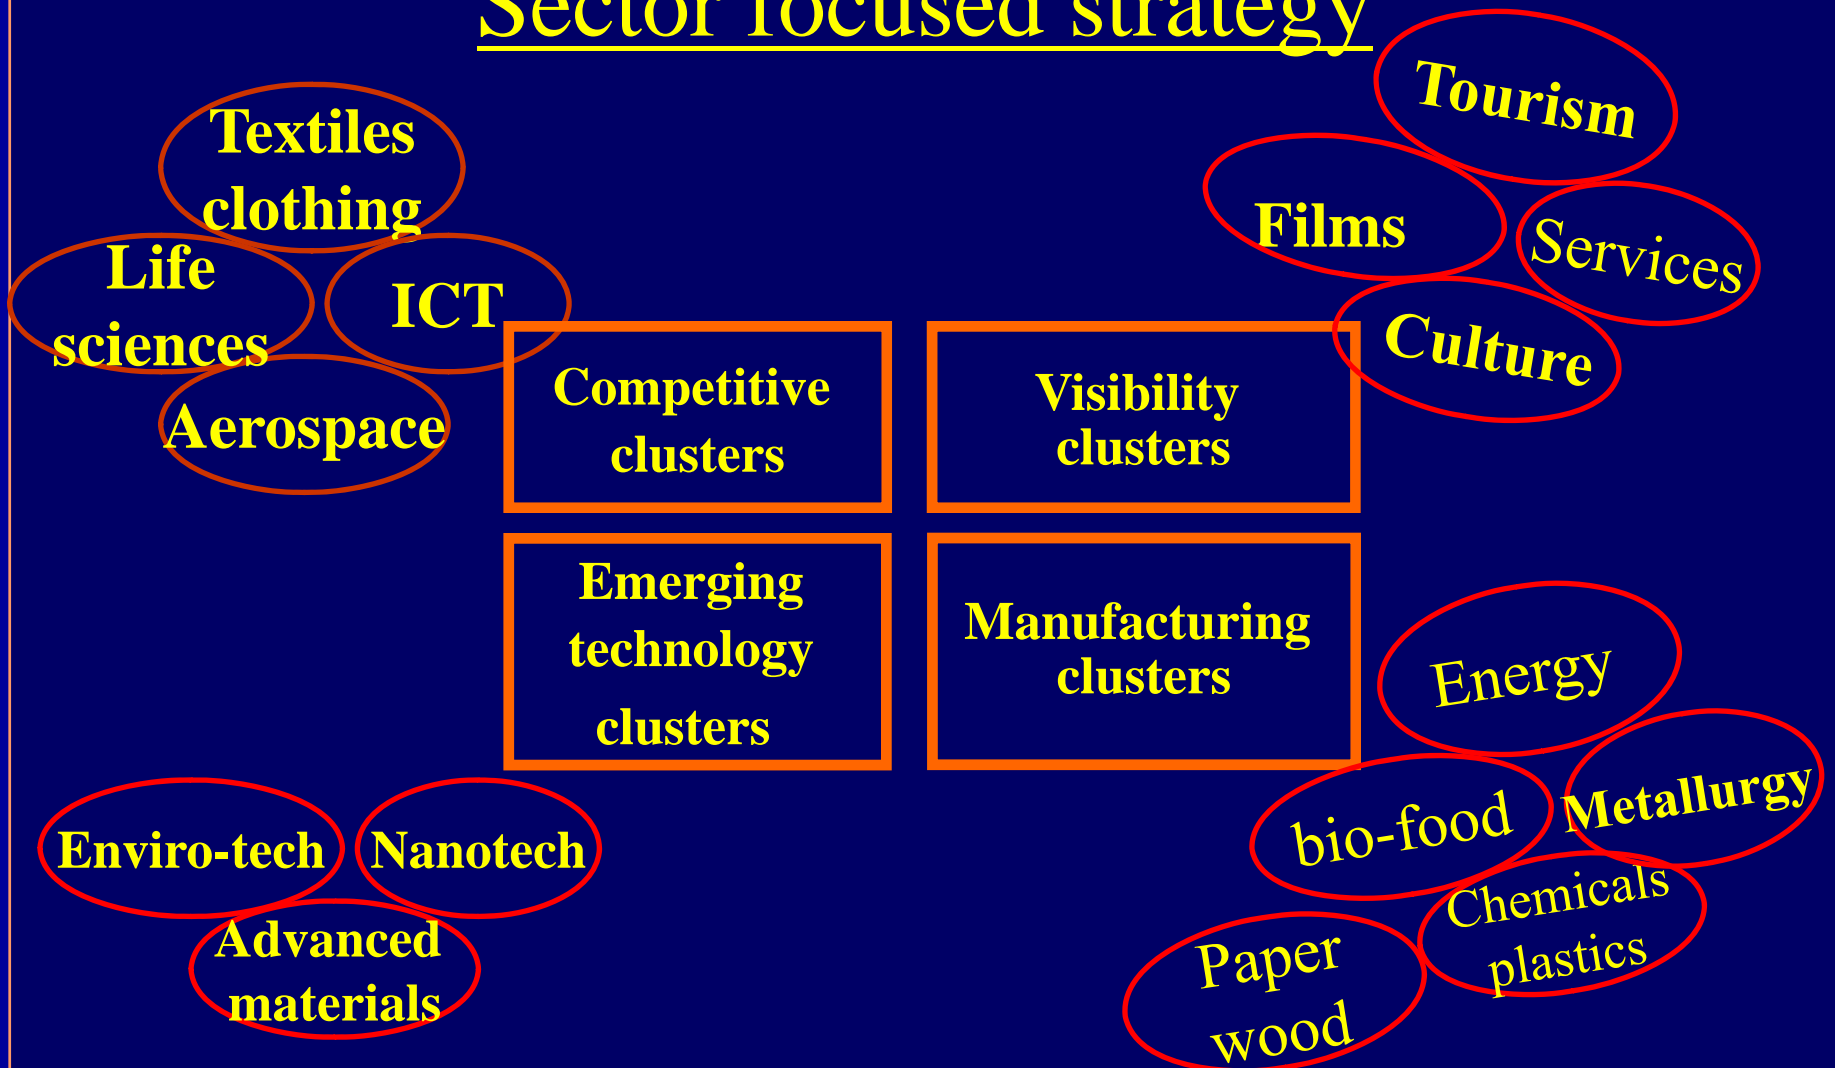 Sector focused strategy
Textiles
clothing
Life
sciences
ICT
Aerospace
Tourism
Films
Services
Culture
Competitive
clusters
Visibility
clusters
Emerging
technology
clusters
Manufacturing
clusters
Enviro-tech
Nanotech
Advanced
materials
Energy
Metallurgy
bio-food
Chemicals
plastics
Paper
wood